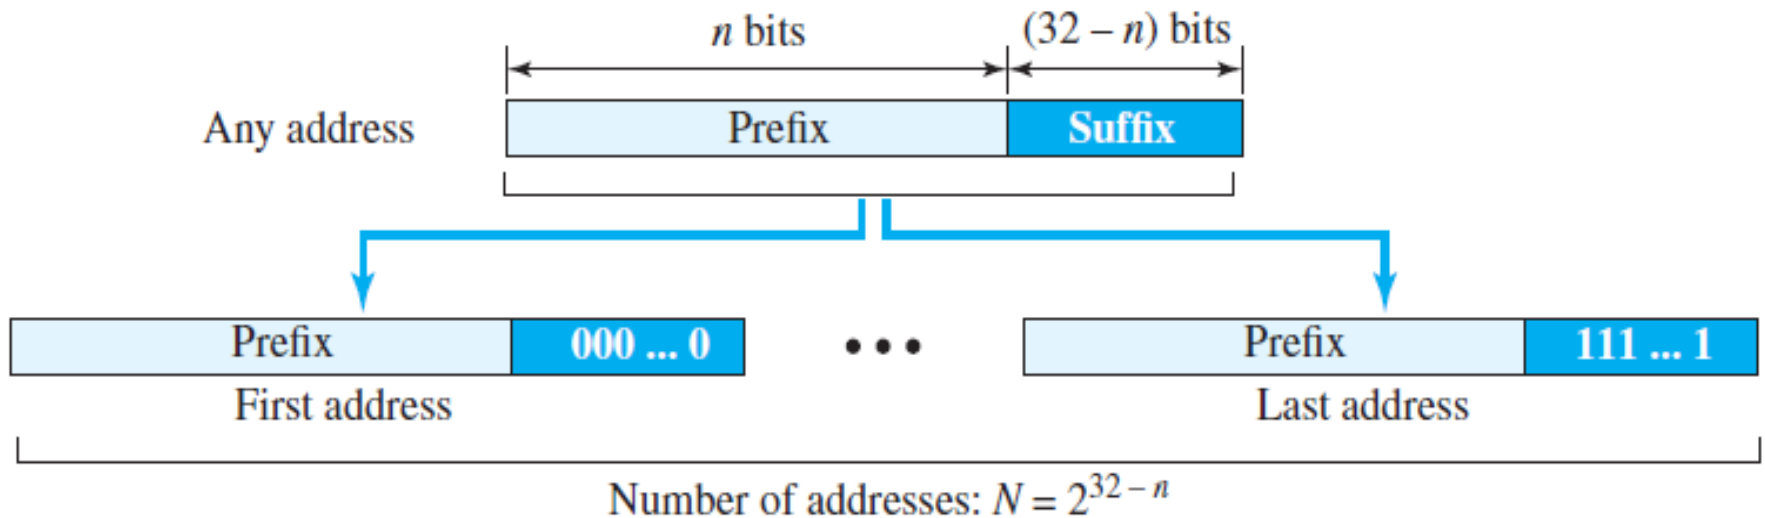 n bits (32 – n) bits
Any address Prefix Suffix
Prefix 000 ... 0 ••• Prefix 111 ... 1
First address Last address
Number of addresses: N = 2^{32 – n}